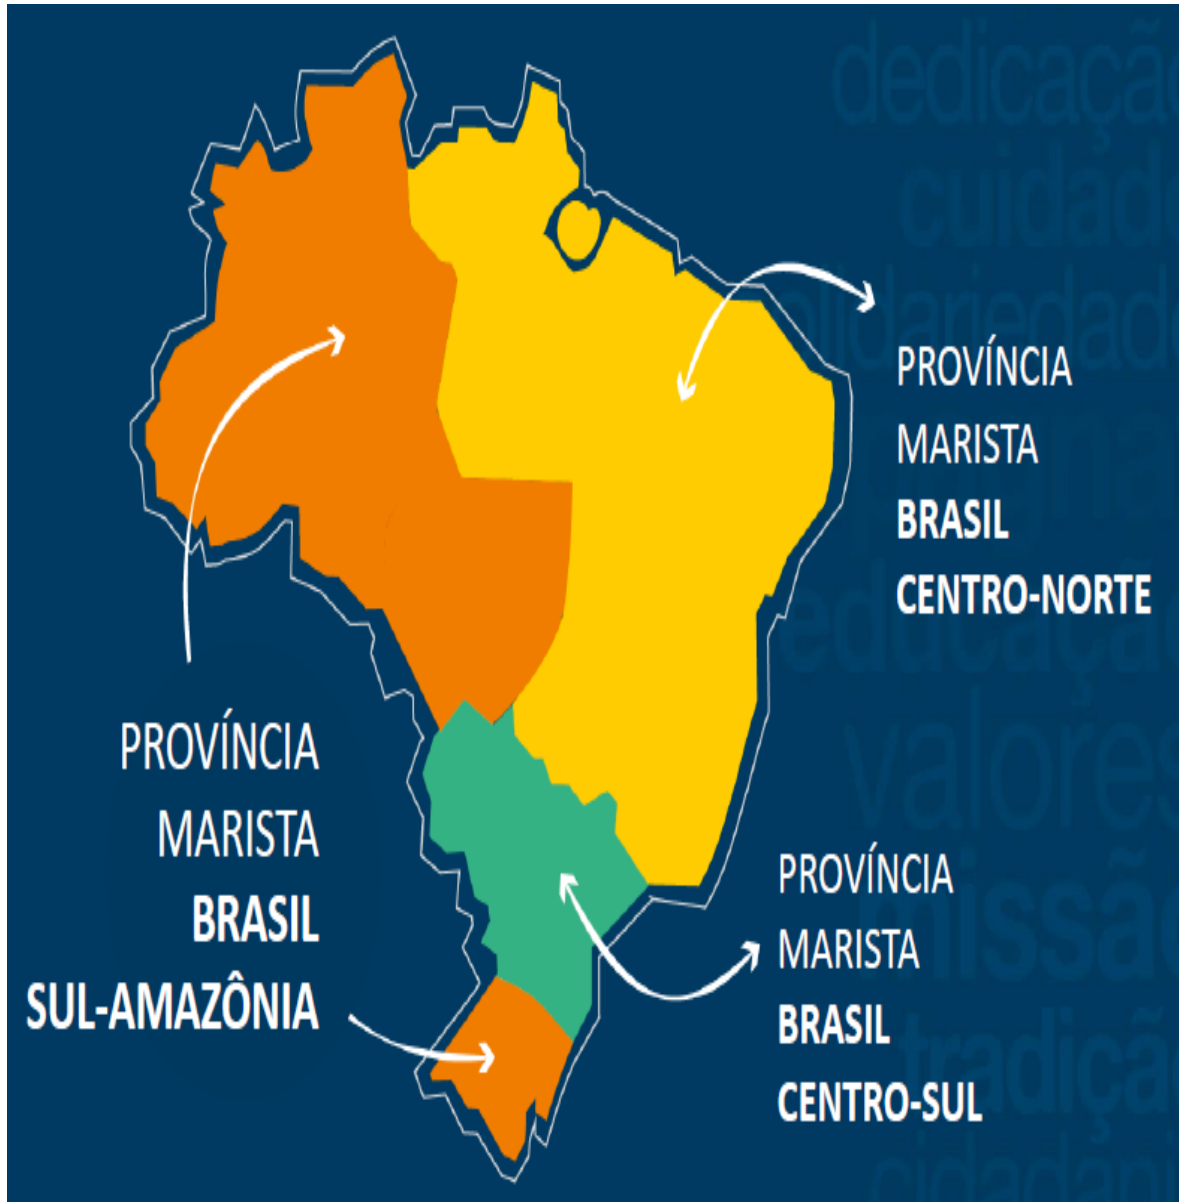 dedicação
cuidado
PROVÍNCIA
MARISTA
BRASIL
CENTRO-NORTE
educação
valores
PROVÍNCIA
MARISTA
BRASIL
SUL-AMAZÔNIA
PROVÍNCIA
MARISTA
BRASIL
CENTRO-SUL
missão
tradição